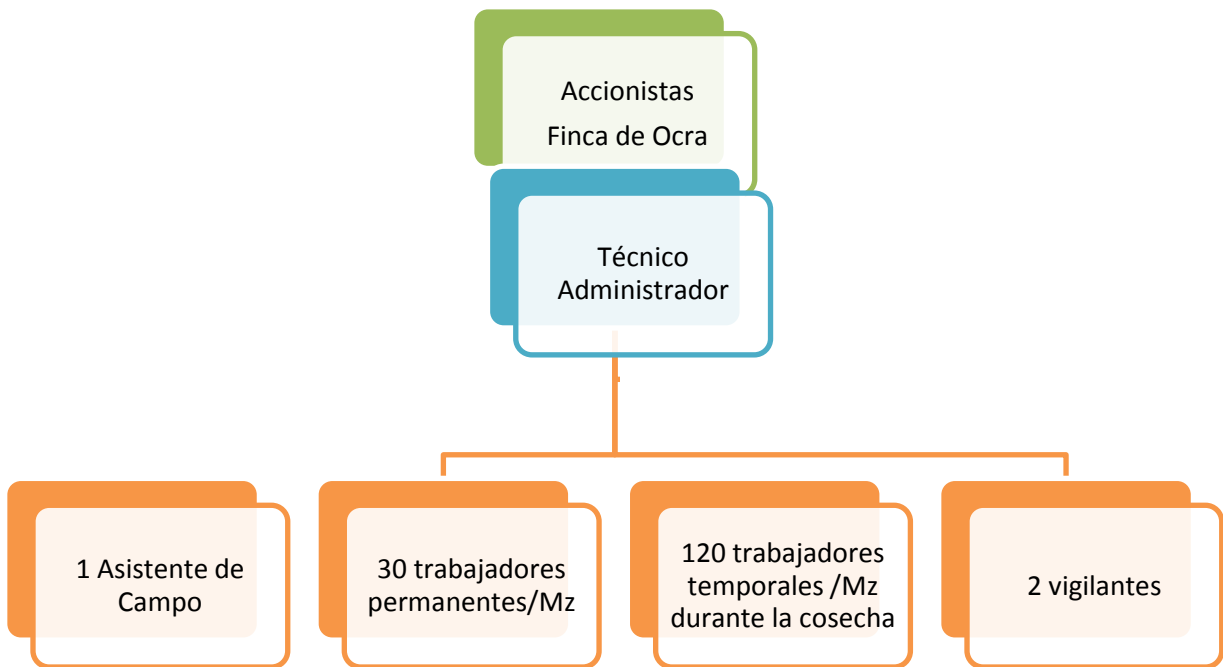 Accionistas
Finca de Ocra
Técnico
Administrador
1 Asistente de
Campo
30 trabajadores
permanentes/Mz
120 trabajadores
temporales /Mz
durante la cosecha
2 vigilantes